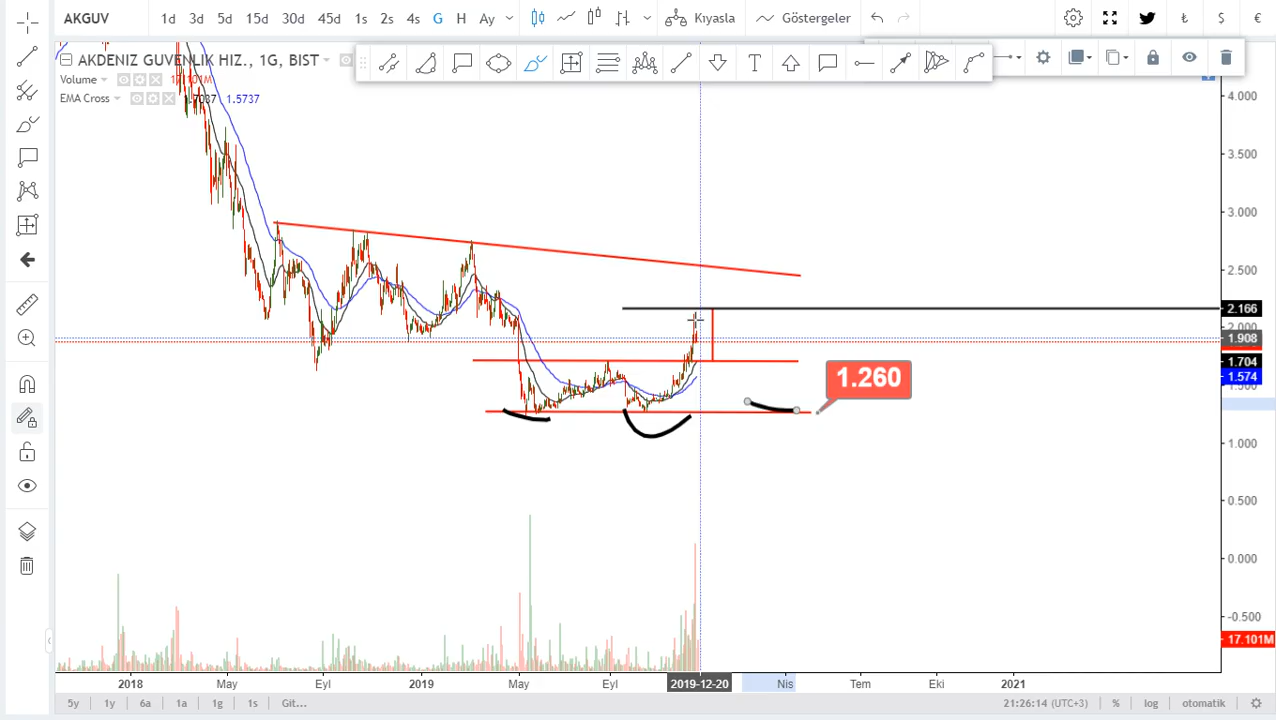 AKGUV 1d 3d 5d 15d 30d 45d 1s 2s 4s G H Ay Kıyasla Göstergeler ₺ $ €
AKDENIZ GUVENLIK HIZ., 1G, BIST
Volume 17.101M
EMA Cross 1.7037 1.5737
4.000
3.500
3.000
2.500
2.166
2.000
1.908
1.704
1.260
1.574
1.000
0.500
0.000
-0.500
17.101M
2018 May Eyl 2019 May Eyl 2019-12-20 Nis Tem Eki 2021
5y 1y 6a 1a 1g 1s Git... 21:26:14 (UTC+3) % log otomatik